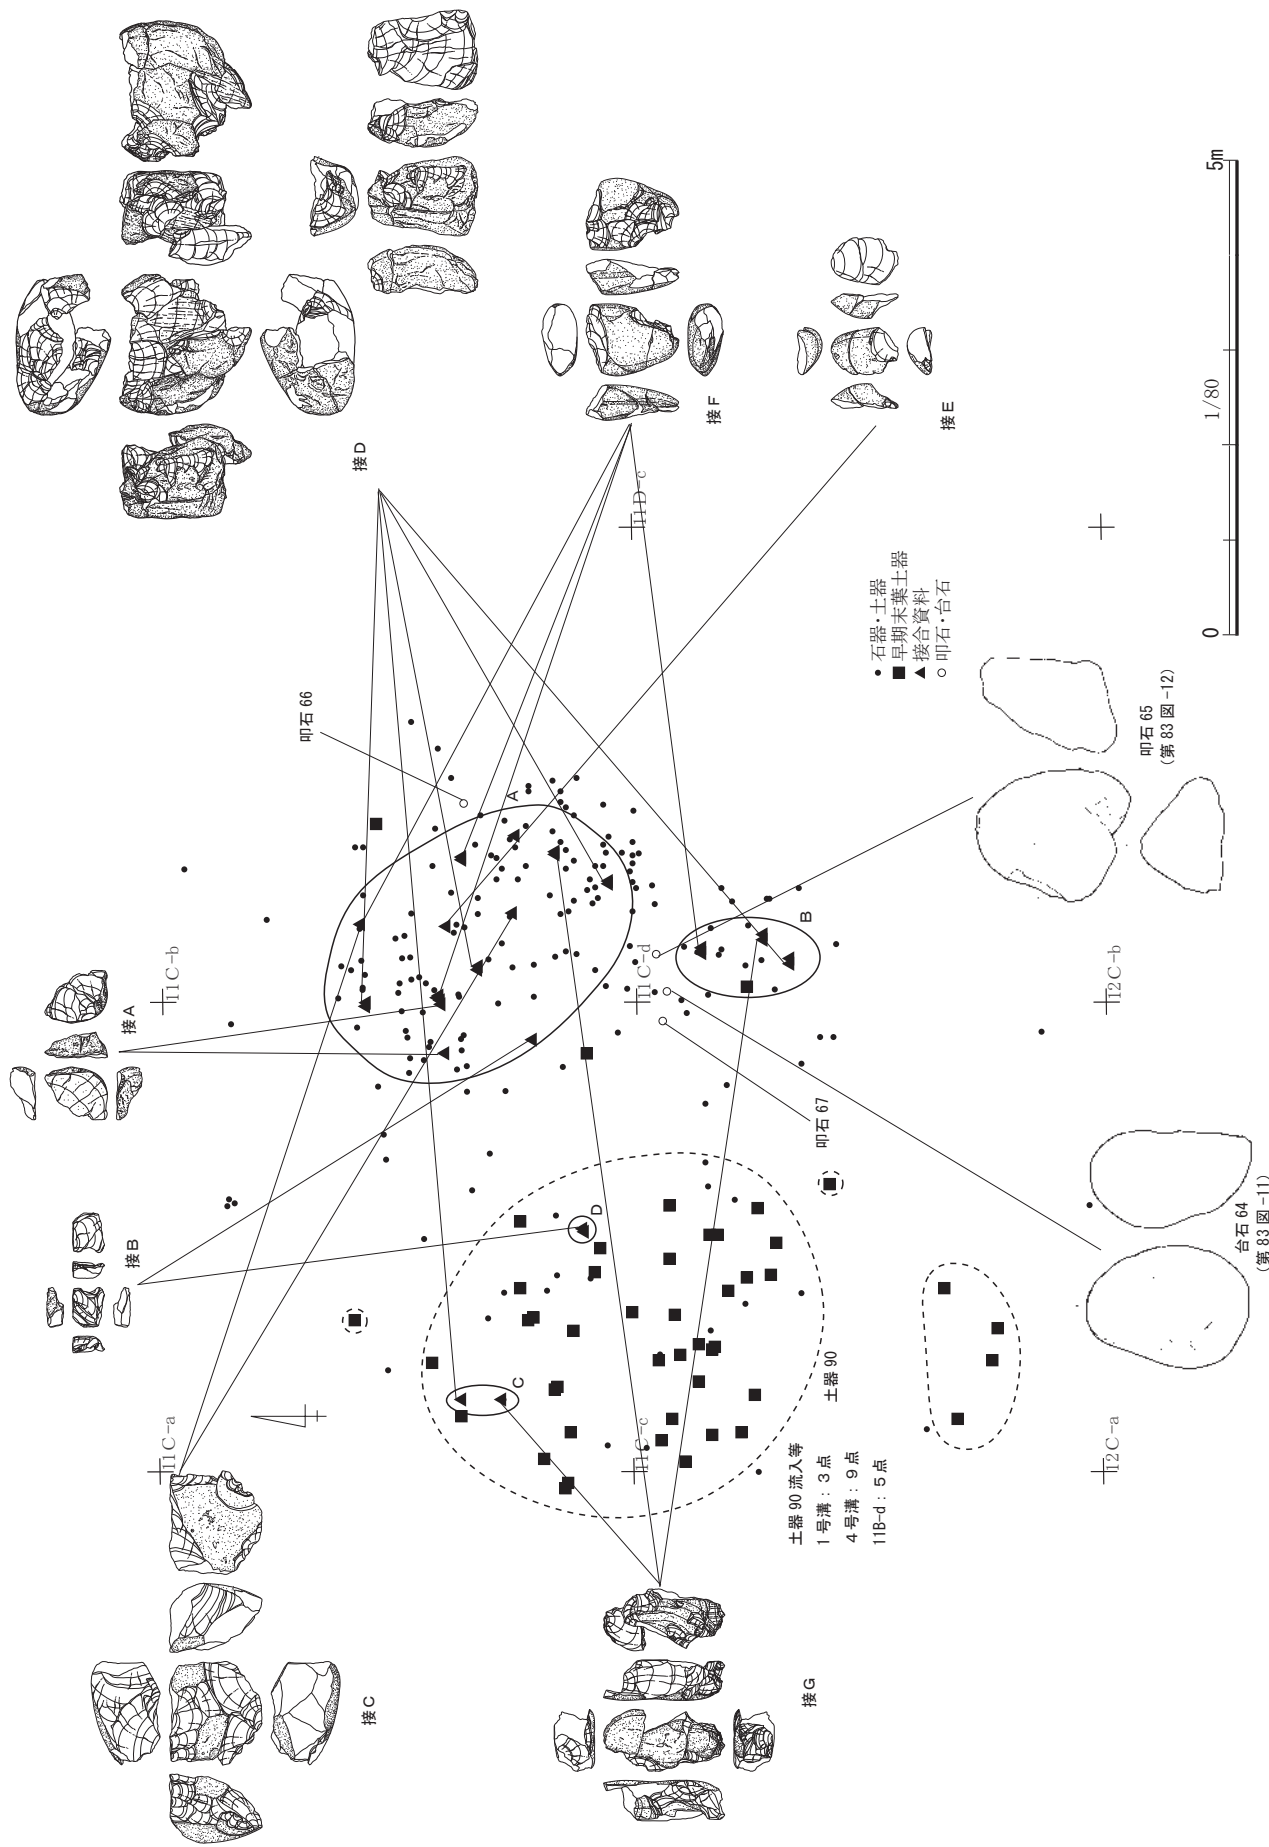 接D
接F
接E
接A
接B
接C
接G
叩石 66
叩石 67
叩石 65
(第 83 図 -12)
台石 64
(第 83 図 -11)
11C-a
11C-b
11C-c
11C-d
11D-c
12C-a
12C-b
A
B
C
D
土器 90
土器 90 流入等
1号溝：3点
4号溝：9点
11B-d：5点
石器・土器
早期末葉土器
接合資料
叩石・台石
0
1/80
5m